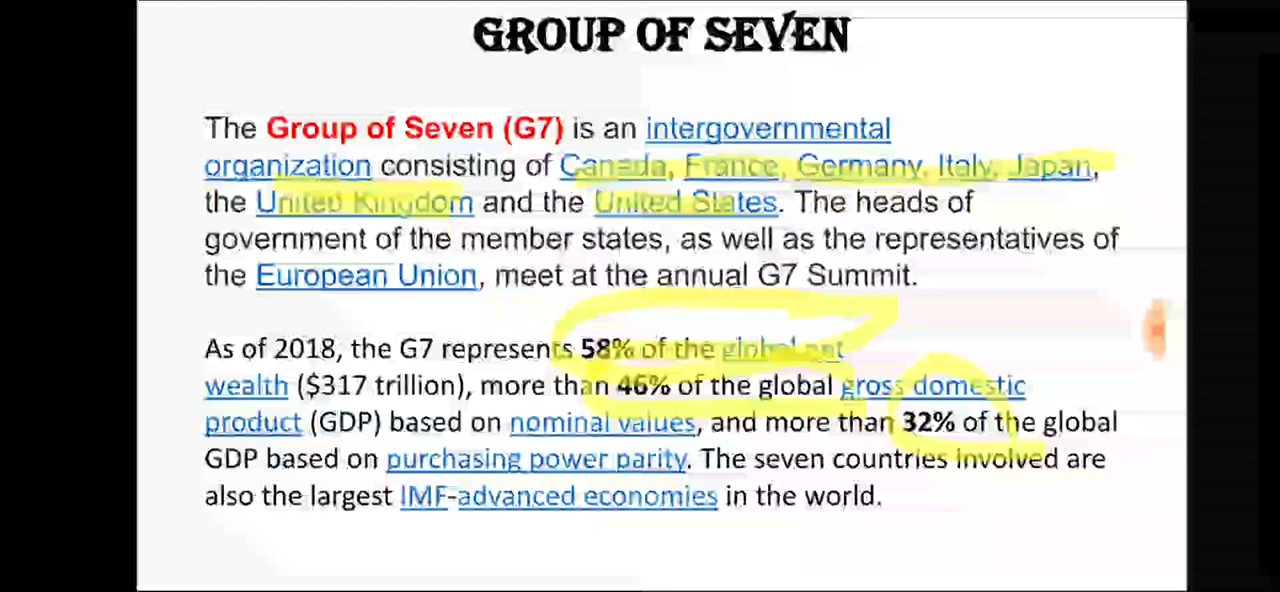 GROUP OF SEVEN
The Group of Seven (G7) is an intergovernmental
organization consisting of Canada, France, Germany, Italy, Japan,
the United Kingdom and the United States. The heads of
government of the member states, as well as the representatives of
the European Union, meet at the annual G7 Summit.
As of 2018, the G7 represents 58% of the global net
wealth ($317 trillion), more than 46% of the global gross domestic
product (GDP) based on nominal values, and more than 32% of the global
GDP based on purchasing power parity. The seven countries involved are
also the largest IMF-advanced economies in the world.